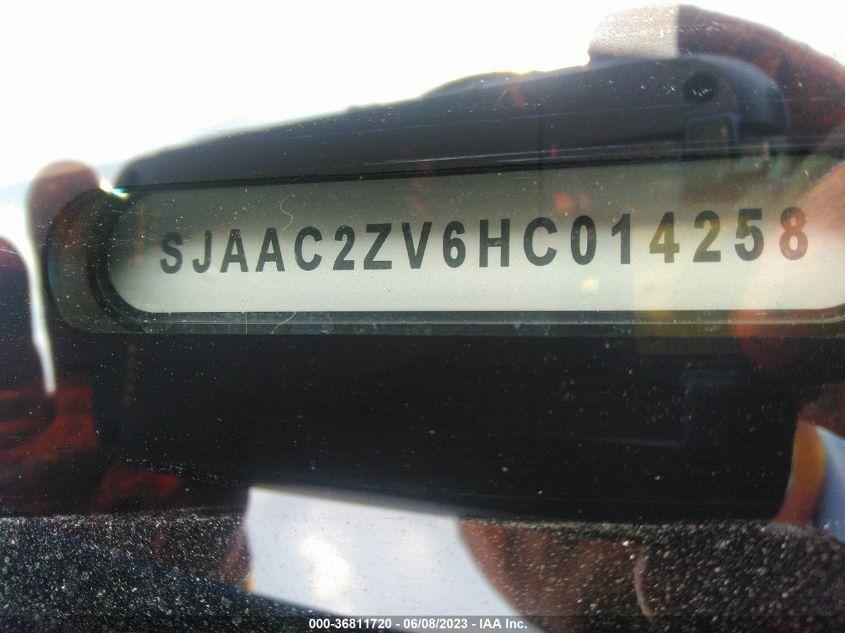 SJAAC2ZV6HC014258
000-36811720 - 06/08/2023 - IAA Inc.